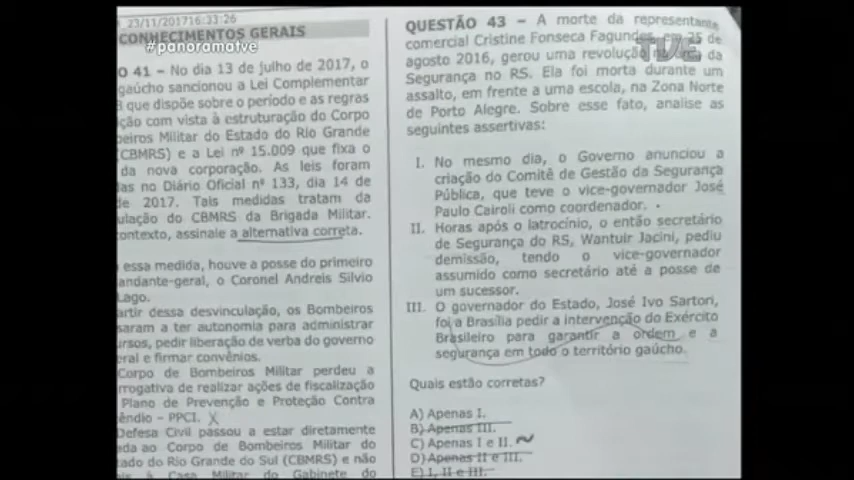 23/11/2017 16:33:26
CONHECIMENTOS GERAIS
#panoramatve
O 41 – No dia 13 de julho de 2017, o
gaúcho sancionou a Lei Complementar
que dispõe sobre o período e as regras
ção com vista à estruturação do Corpo
beiros Militar do Estado do Rio Grande
(CBMRS) e a Lei nº 15.009 que fixo o
da nova corporação. As leis foram
as no Diário Oficial nº 133, dia 14 de
de 2017. Tais medidas tratam da
ulação do CBMRS da Brigada Militar.
ontexto, assinale a alternativa correta.
essa medida, houve a posse do primeiro
andante-geral, o Coronel Andreis Silvio
Lago.
artir dessa desvinculação, os Bombeiros
saram a ter autonomia para administrar
ursos, pedir liberação de verba do governo
eral e firmar convênios.
Corpo de Bombeiros Militar perdeu a
rrogativa de realizar ações de fiscalização
Plano de Prevenção e Proteção Contra
êndio – PPCI. X
Defesa Civil passou a estar diretamente
ada ao Corpo de Bombeiros Militar do
tado do Rio Grande do Sul (CBMRS) e não
à Casa Militar do Gabinete do
QUESTÃO 43 – A morte da representante
comercial Cristine Fonseca Fagundes, em 25 de
agosto 2016, gerou uma revolução na da
TVE
Segurança no RS. Ela foi morta durante um
assalto, em frente a uma escola, na Zona Norte
de Porto Alegre. Sobre esse fato, analise as
seguintes assertivas:
I. No mesmo dia, o Governo anunciou a
criação do Comitê de Gestão da Segurança
Pública, que teve o vice-governador José
Paulo Cairoli como coordenador.
II. Horas após o latrocínio, o então secretário
de Segurança do RS, Wantuir Jacini, pediu
demissão, tendo o vice-governador
assumido como secretário até a posse de
um sucessor.
III. O governador do Estado, José Ivo Sartori,
foi a Brasília pedir a intervenção do Exército
Brasileiro para garantir a ordem e a
segurança em todo o território gaúcho.
Quais estão corretas?
A) Apenas I.
B) Apenas III.
C) Apenas I e II.
D) Apenas II e III.
E) I, II e III.